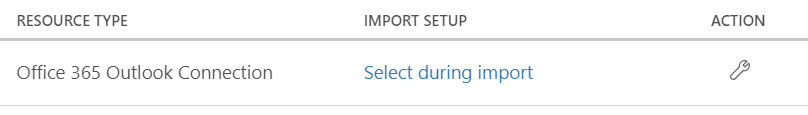 RESOURCE TYPE IMPORT SETUP ACTION
Office 365 Outlook Connection Select during import